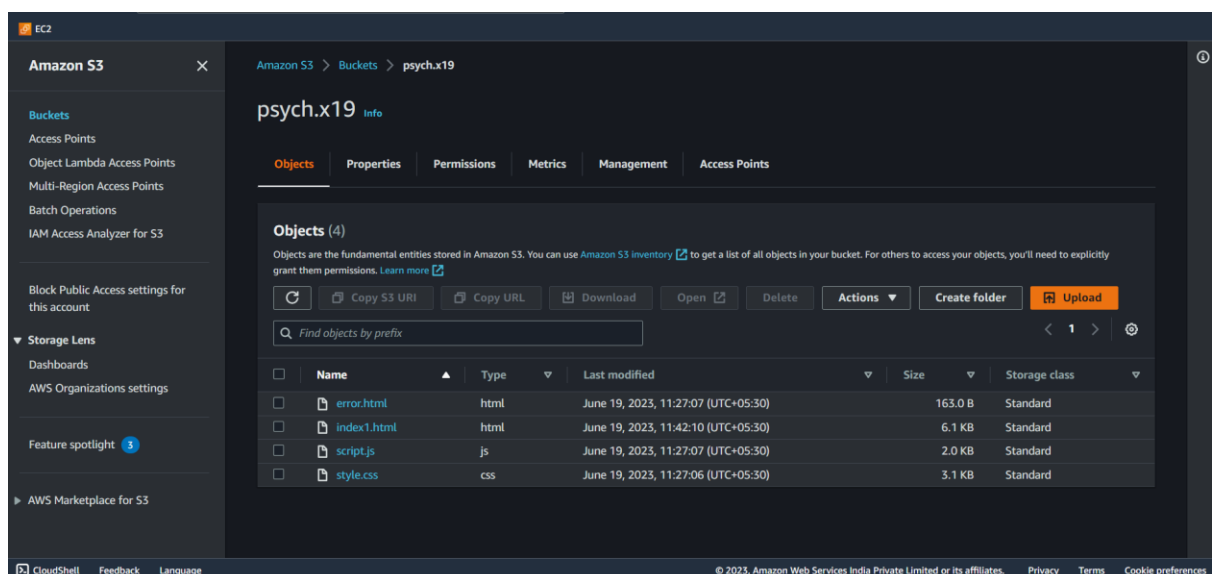 EC2
Amazon S3
Buckets
Access Points
Object Lambda Access Points
Multi-Region Access Points
Batch Operations
IAM Access Analyzer for S3
Block Public Access settings for
this account
Storage Lens
Dashboards
AWS Organizations settings
Feature spotlight 3
AWS Marketplace for S3
Amazon S3 > Buckets > psych.x19
psych.x19 Info
Objects Properties Permissions Metrics Management Access Points
Objects (4)
Objects are the fundamental entities stored in Amazon S3. You can use Amazon S3 inventory to get a list of all objects in your bucket. For others to access your objects, you'll need to explicitly
grant them permissions. Learn more
Copy S3 URI Copy URL Download Open Delete Actions Create folder Upload
Find objects by prefix
< 1 >
Name Type Last modified Size Storage class
error.html html June 19, 2023, 11:27:07 (UTC+05:30) 163.0 B Standard
index1.html html June 19, 2023, 11:42:10 (UTC+05:30) 6.1 KB Standard
script.js js June 19, 2023, 11:27:07 (UTC+05:30) 2.0 KB Standard
style.css css June 19, 2023, 11:27:06 (UTC+05:30) 3.1 KB Standard
CloudShell Feedback Language © 2023, Amazon Web Services India Private Limited or its affiliates. Privacy Terms Cookie preferences